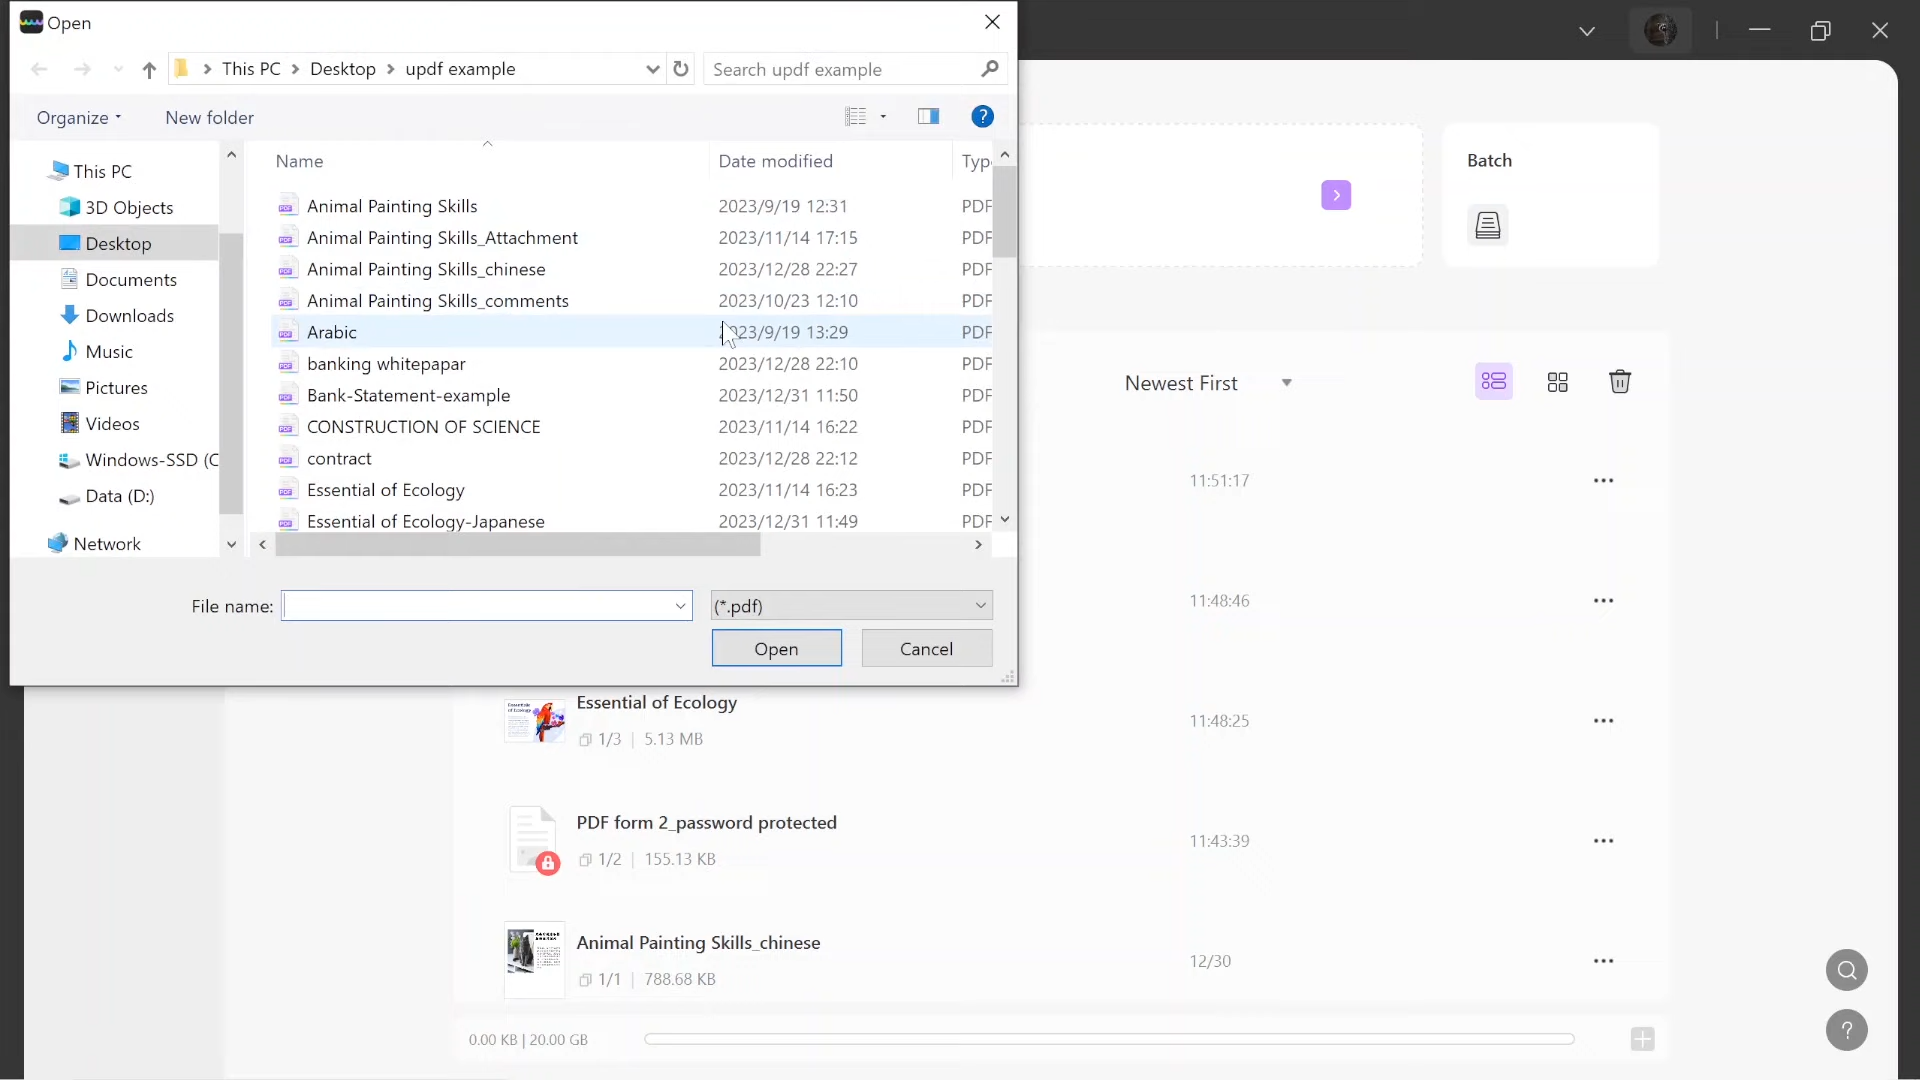 Open
This PC > Desktop > updf example
Search updf example
Organize
New folder
This PC
3D Objects
Desktop
Documents
Downloads
Music
Pictures
Videos
Windows-SSD (C
Data (D:)
Network
Name Date modified Typ
Animal Painting Skills 2023/9/19 12:31 PDF
Animal Painting Skills_Attachment 2023/11/14 17:15 PDF
Animal Painting Skills_chinese 2023/12/28 22:27 PDF
Animal Painting Skills_comments 2023/10/23 12:10 PDF
Arabic 23/9/19 13:29 PDF
banking whitepapar 2023/12/28 22:10 PDF
Bank-Statement-example 2023/12/31 11:50 PDF
CONSTRUCTION OF SCIENCE 2023/11/14 16:22 PDF
contract 2023/12/28 22:12 PDF
Essential of Ecology 2023/11/14 16:23 PDF
Essential of Ecology-Japanese 2023/12/31 11:49 PDF
File name:
(*.pdf)
Open
Cancel
Batch
Newest First
11:51:17
11:48:46
Essential of Ecology
1/3 | 5.13 MB
11:48:25
PDF form 2_password protected
1/2 | 155.13 KB
11:43:39
Animal Painting Skills_chinese
1/1 | 788.68 KB
12/30
0.00 KB | 20.00 GB